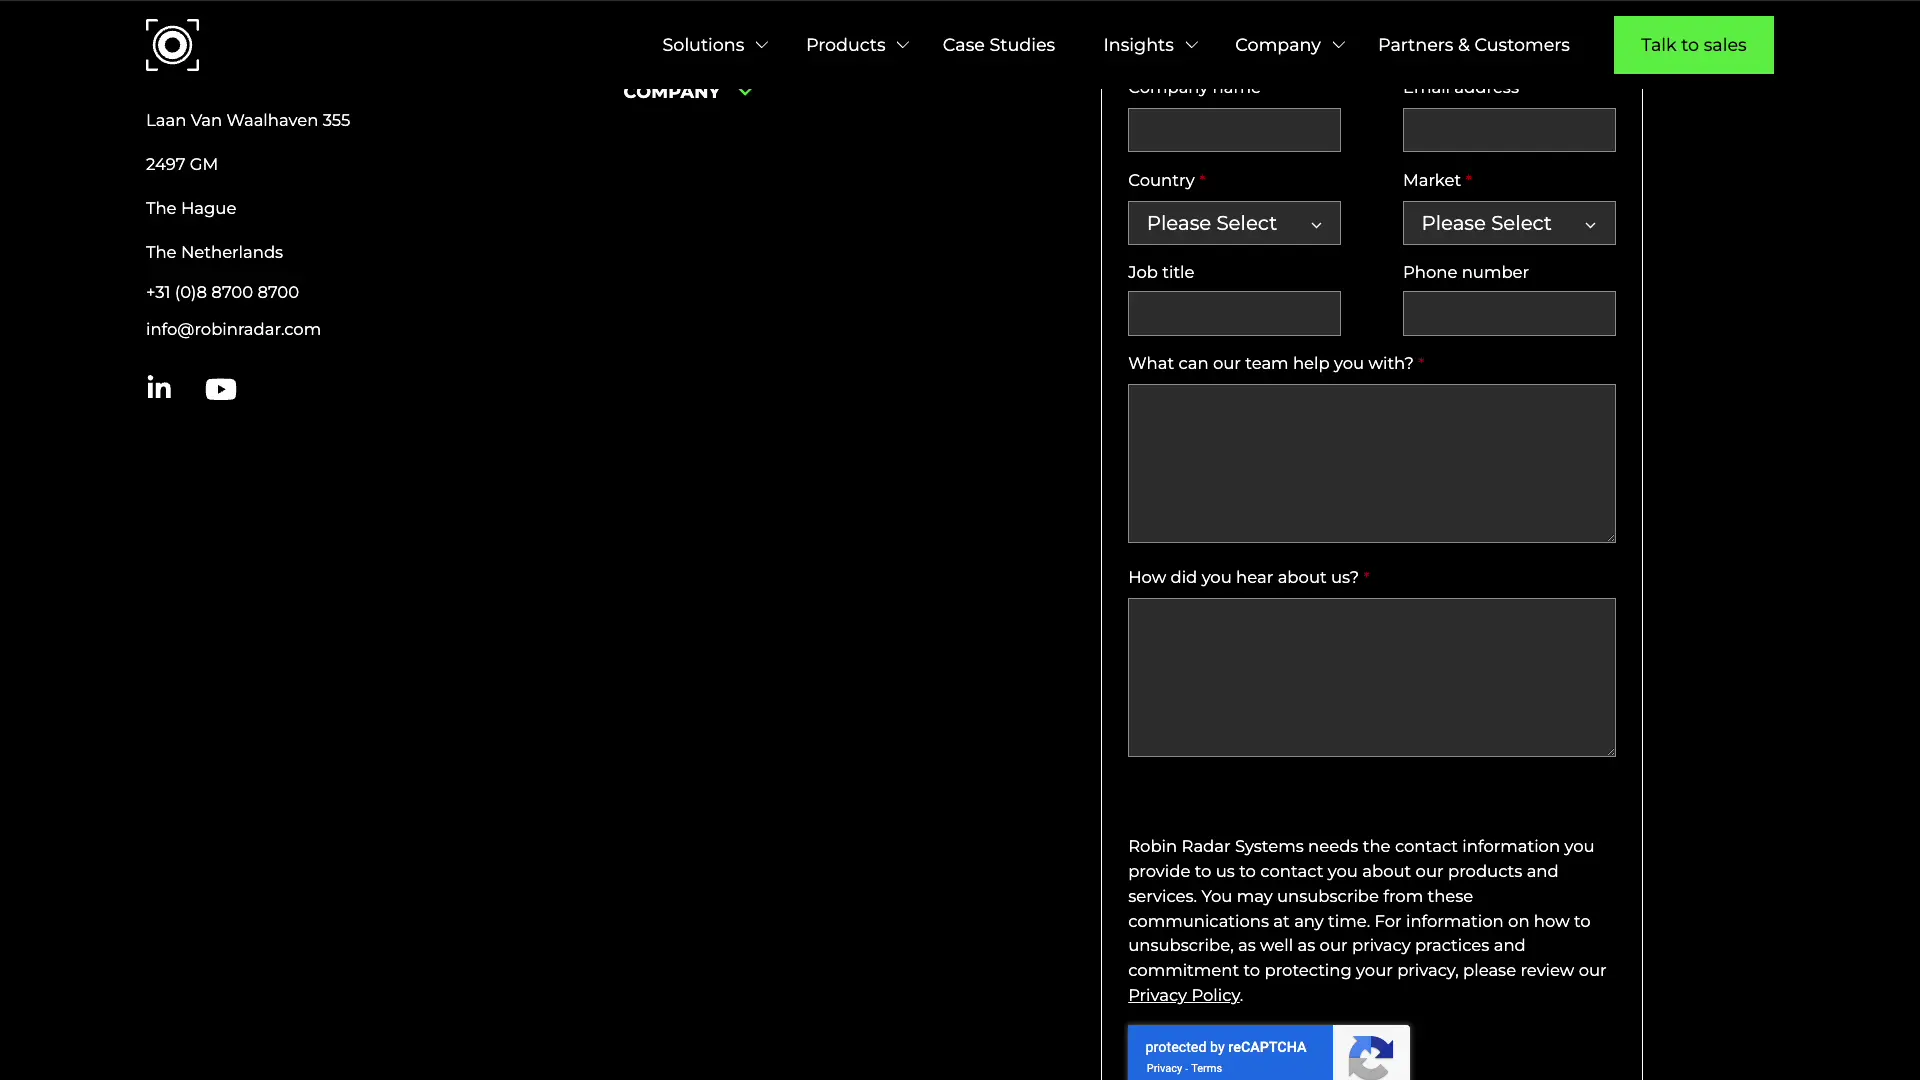 Solutions
Products
Case Studies
Insights
Company
Partners & Customers
Talk to sales
Laan Van Waalhaven 355
2497 GM
The Hague
The Netherlands
+31 (0)8 8700 8700
info@robinradar.com
in
COMPANY
Company name
Email address
Country *
Market *
Please Select
Please Select
Job title
Phone number
What can our team help you with? *
How did you hear about us? *
Robin Radar Systems needs the contact information you
provide to us to contact you about our products and
services. You may unsubscribe from these
communications at any time. For information on how to
unsubscribe, as well as our privacy practices and
commitment to protecting your privacy, please review our
Privacy Policy.
protected by reCAPTCHA
Privacy - Terms